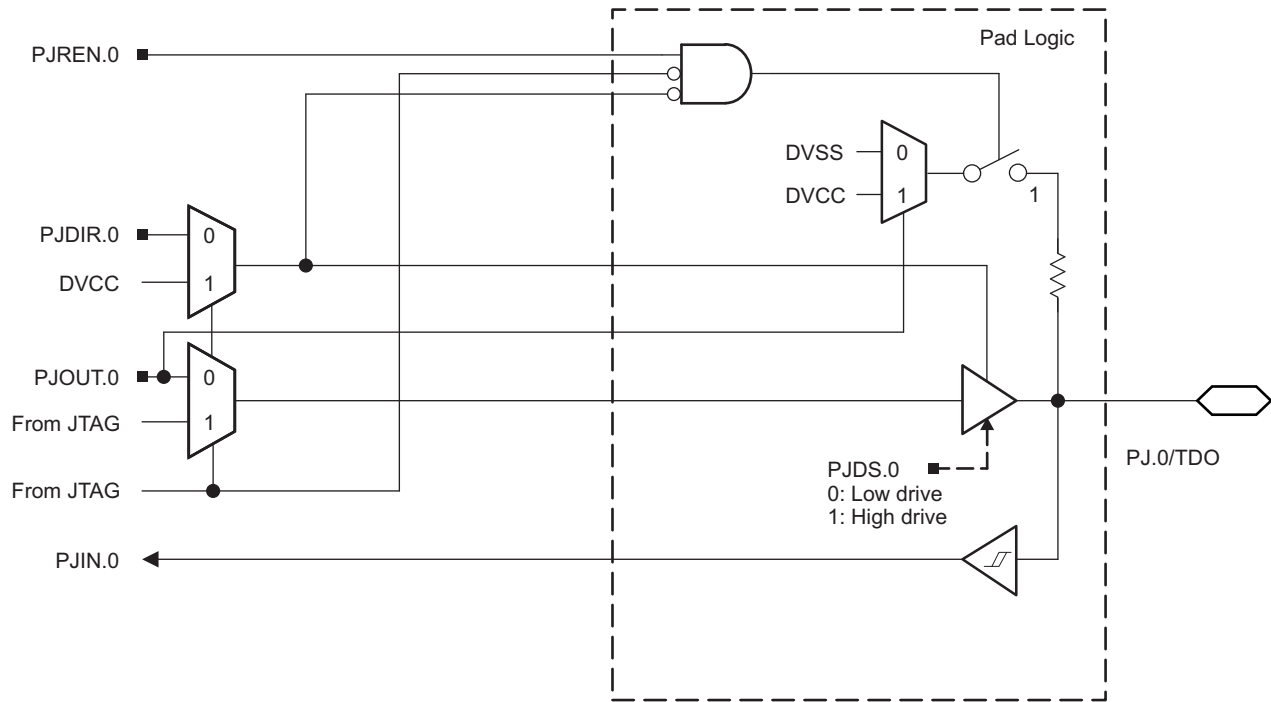 Pad Logic
PJREN.0
DVSS
0
DVCC
1
1
PJDIR.0
0
DVCC
1
PJOUT.0
0
From JTAG
1
From JTAG
PJDS.0
0: Low drive
1: High drive
PJ.0/TDO
PJIN.0